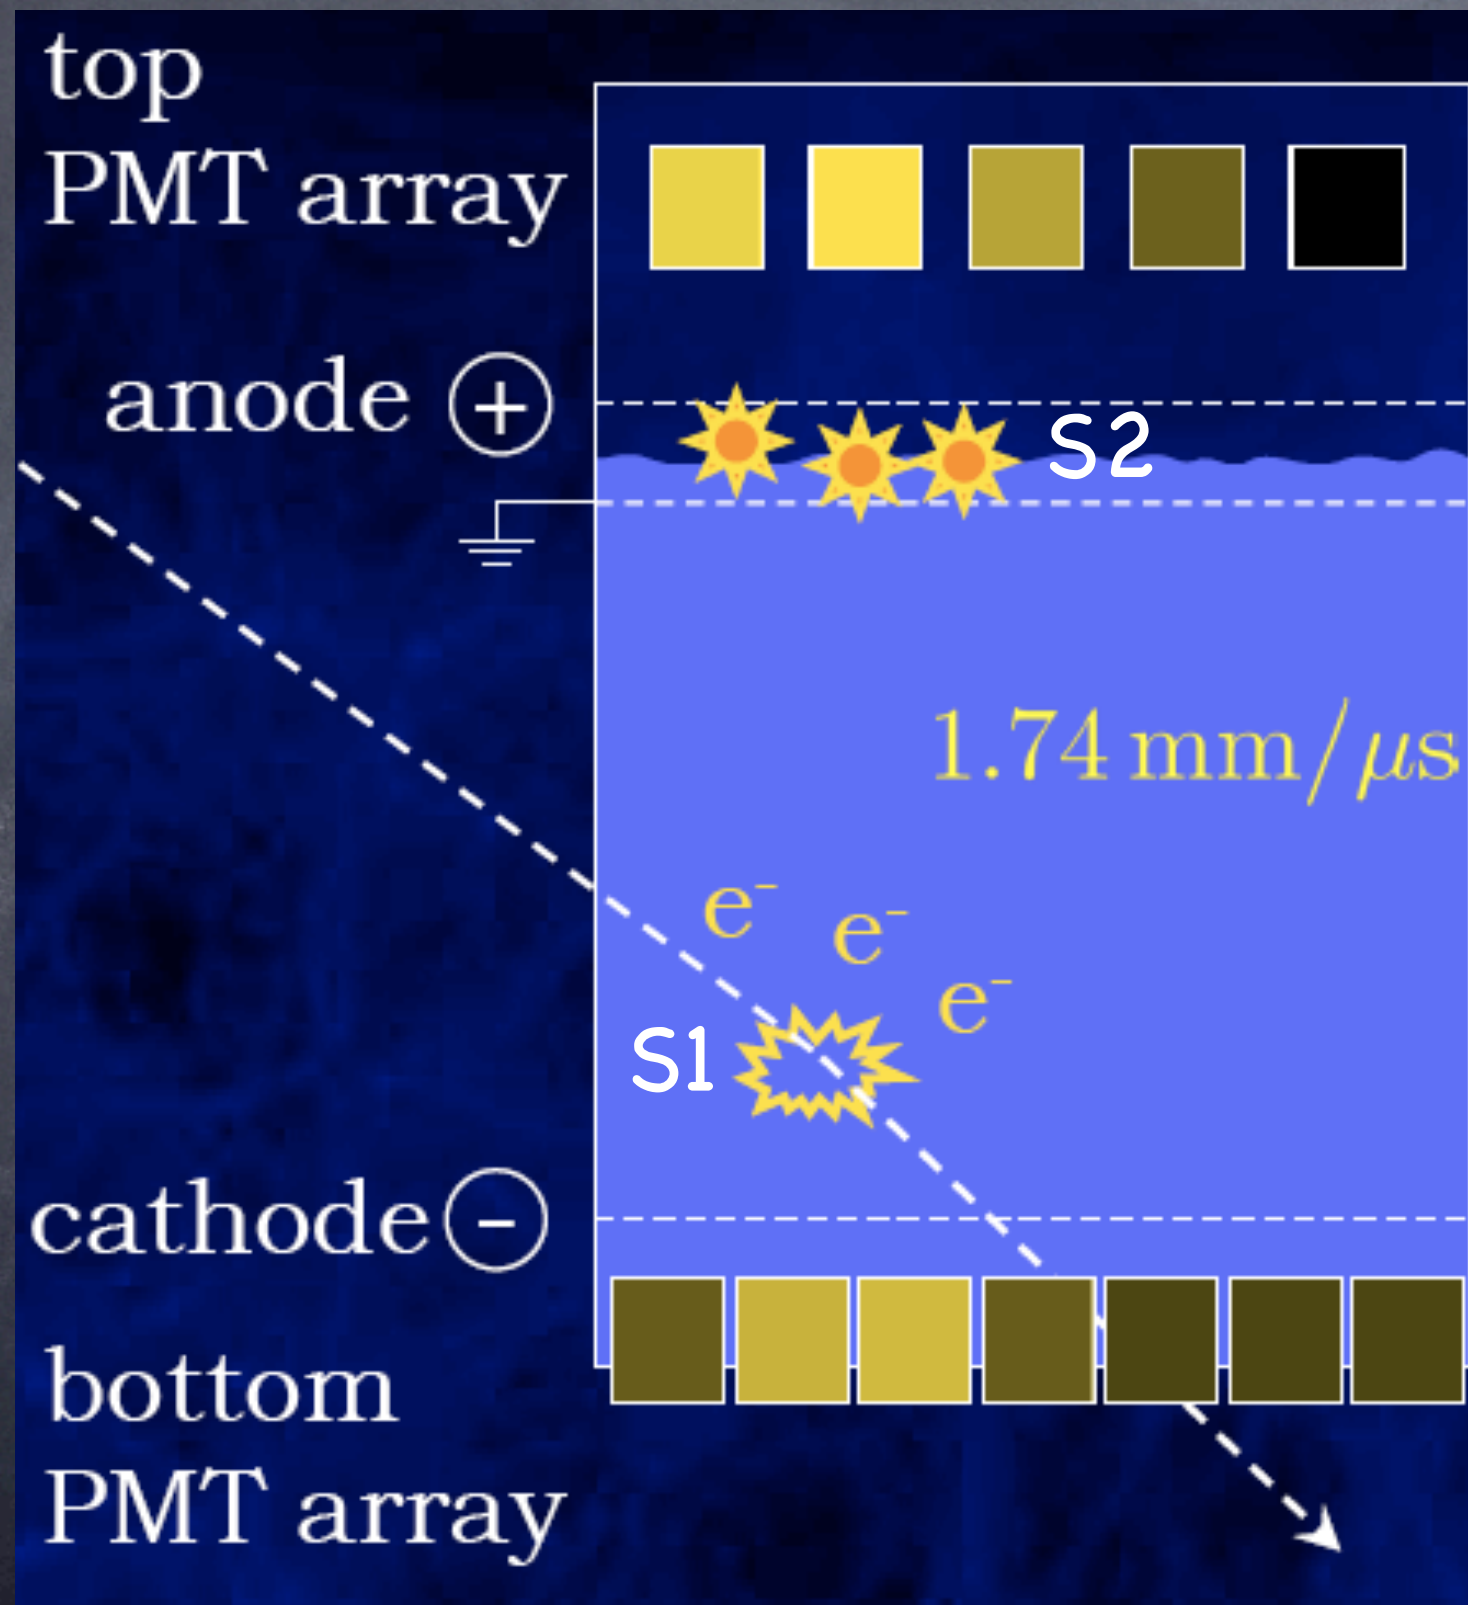 top
PMT array
anode +
S2
1.74 mm/μs
e⁻
e⁻
e⁻
S1
cathode -
bottom
PMT array